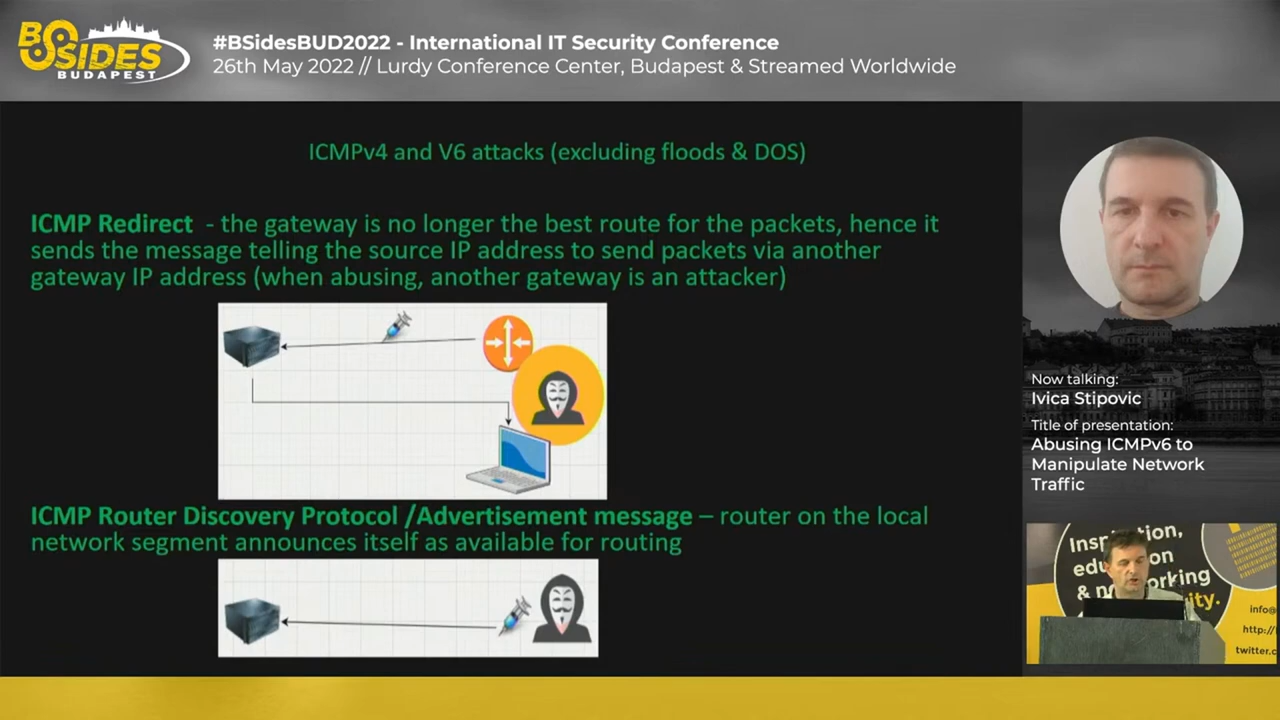 BSIDES
BUDAPEST
#BSidesBUD2022 - International IT Security Conference
26th May 2022 // Lurdy Conference Center, Budapest & Streamed Worldwide
ICMPv4 and V6 attacks (excluding floods & DOS)
ICMP Redirect - the gateway is no longer the best route for the packets, hence it
sends the message telling the source IP address to send packets via another
gateway IP address (when abusing, another gateway is an attacker)
ICMP Router Discovery Protocol /Advertisement message – router on the local
network segment announces itself as available for routing
Now talking:
Ivica Stipovic
Title of presentation:
Abusing ICMPv6 to
Manipulate Network
Traffic
info@
http://
twitter.c